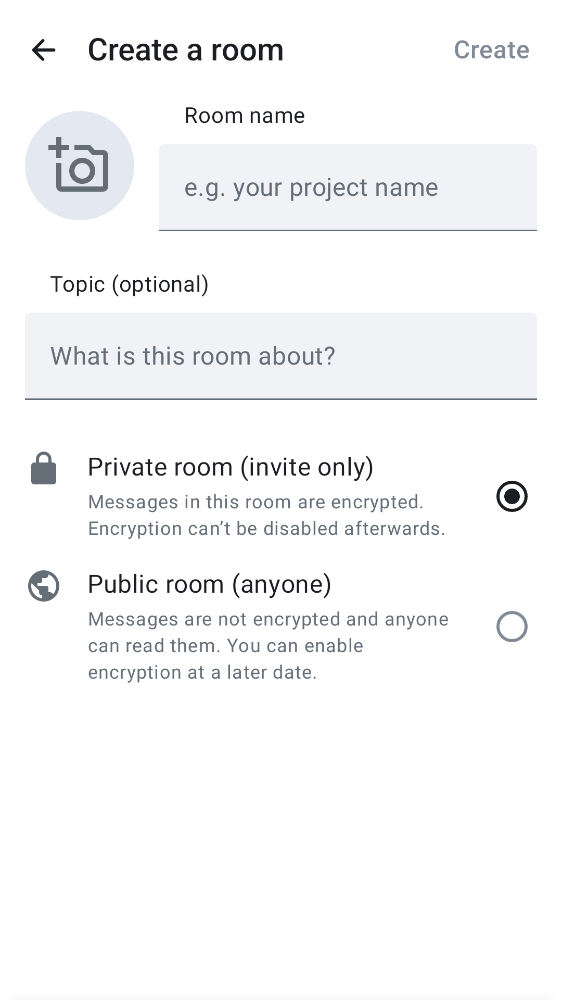 Create a room
Create
Room name
e.g. your project name
Topic (optional)
What is this room about?
Private room (invite only)
Messages in this room are encrypted.
Encryption can’t be disabled afterwards.
Public room (anyone)
Messages are not encrypted and anyone
can read them. You can enable
encryption at a later date.